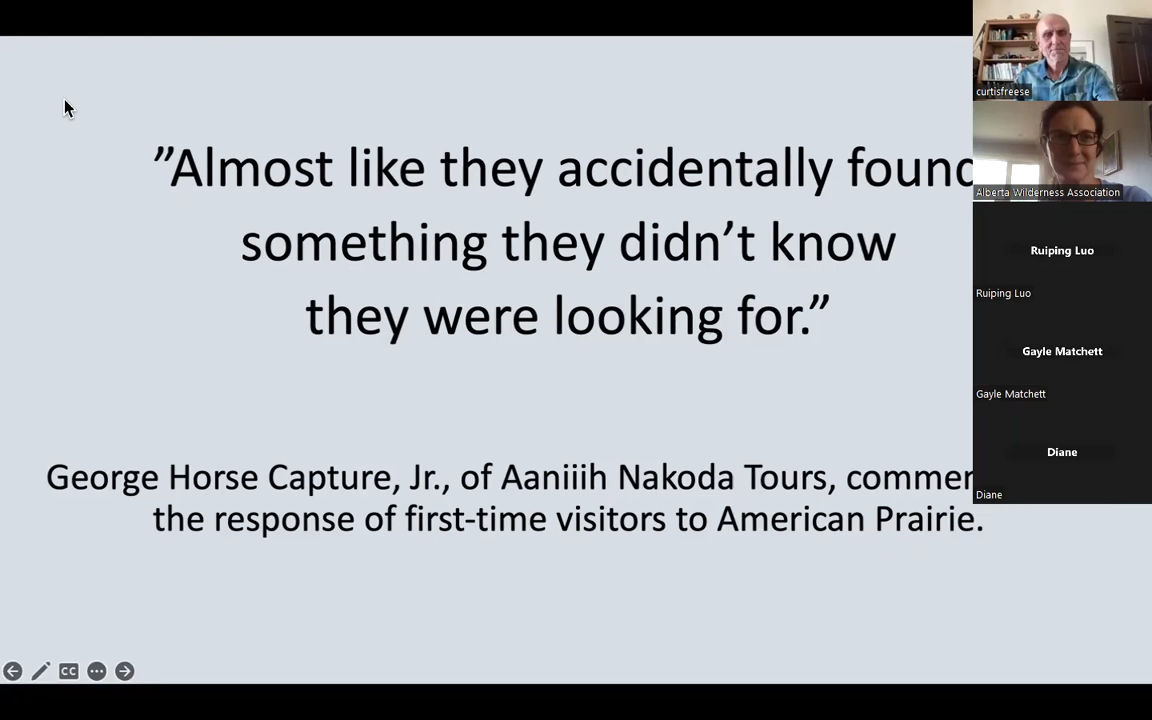 ”Almost like they accidentally found
something they didn’t know
they were looking for.”
George Horse Capture, Jr., of Aaniiih Nakoda Tours,
the response of first-time visitors to American Prairie.
CC
curtisfreese
Alberta Wilderness Association
Ruiping Luo
Ruiping Luo
Gayle Matchett
Gayle Matchett
Diane
Diane